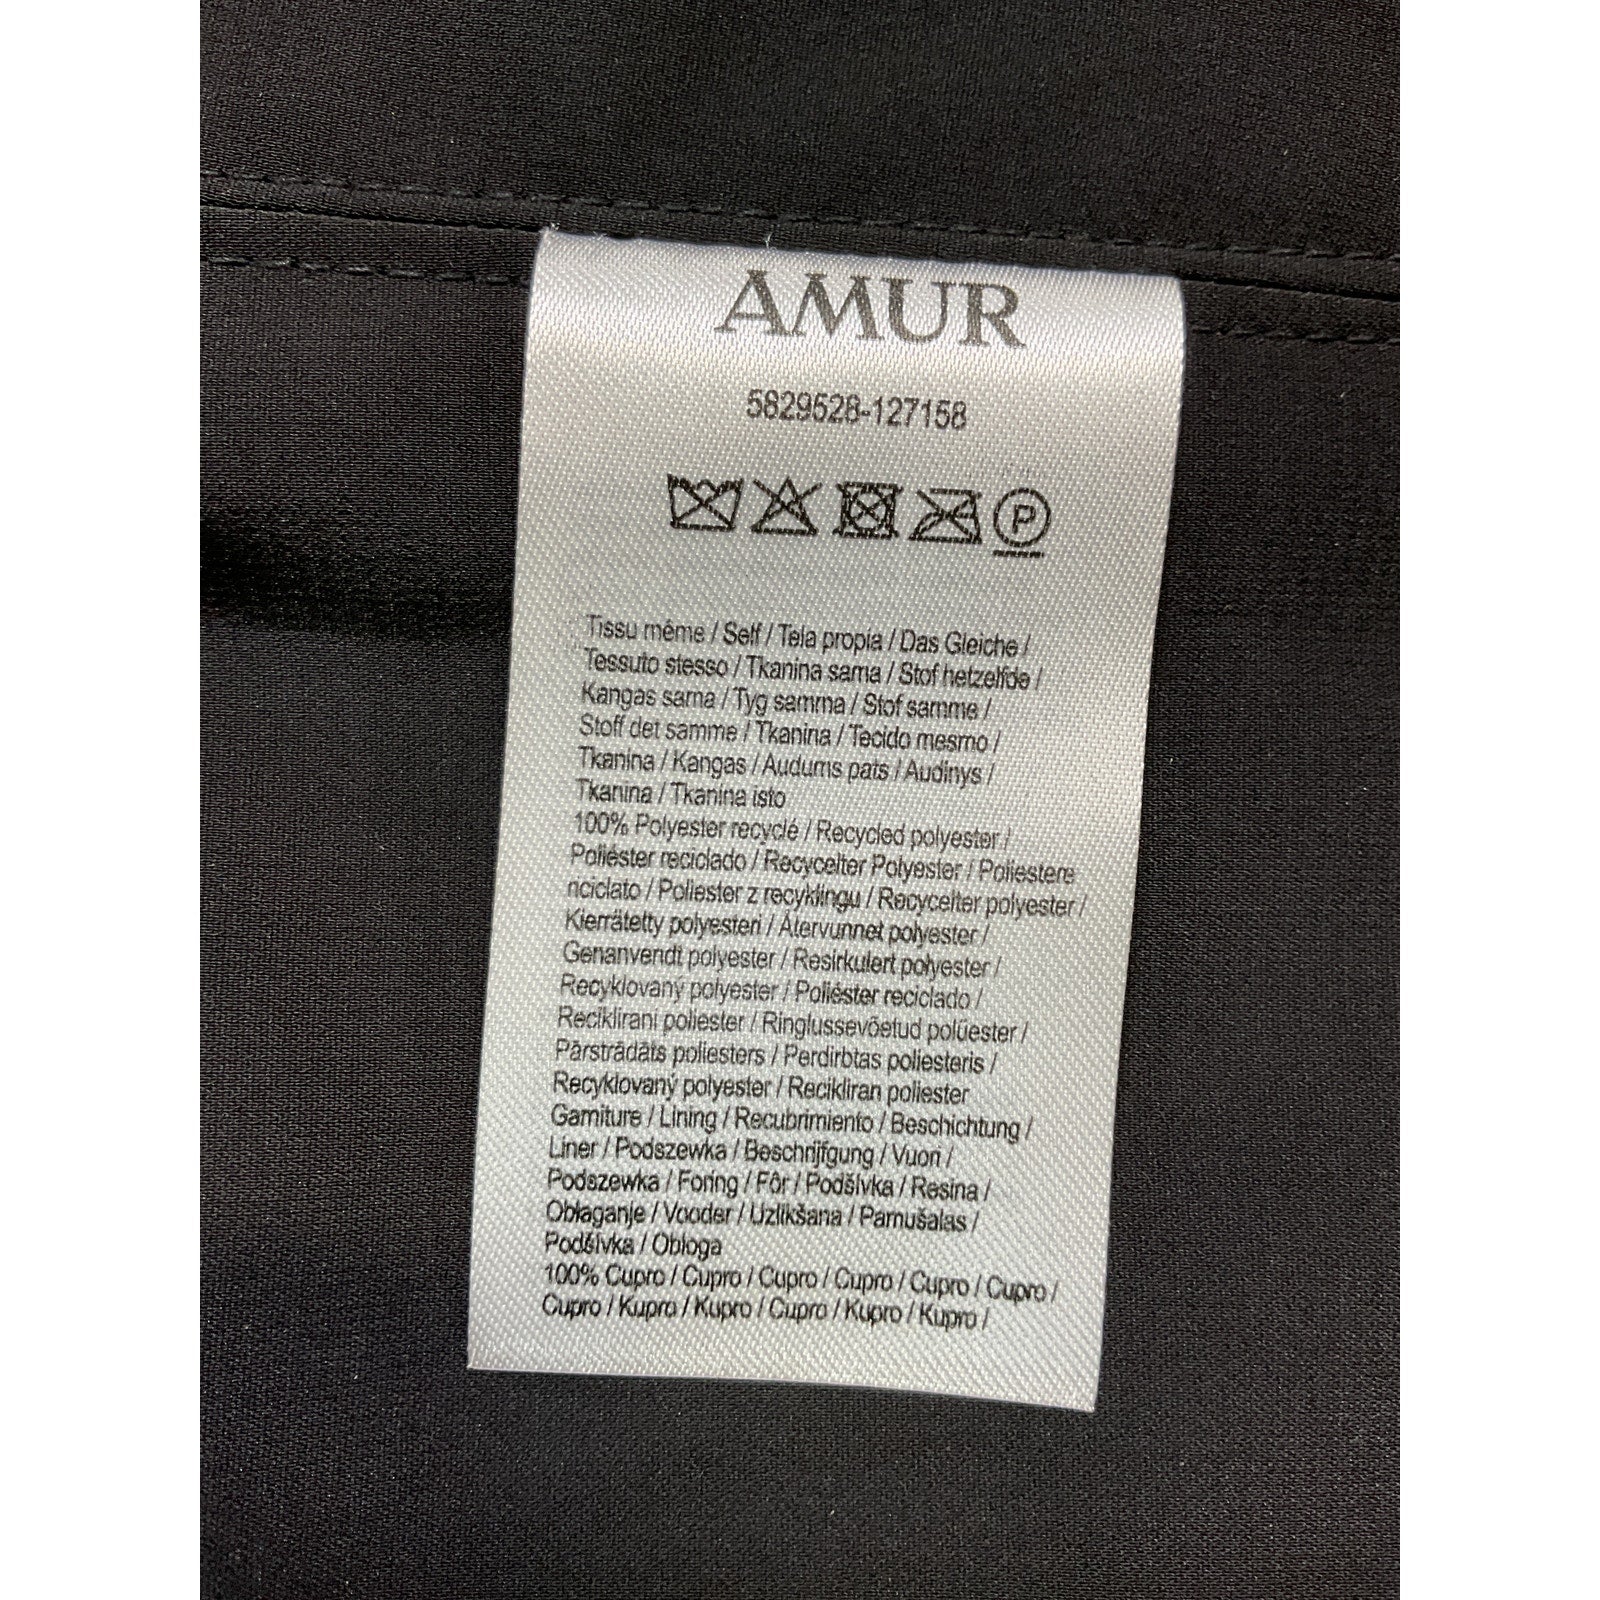 AMUR
5829528-127158
P
Tissu même / Self / Tela propia / Das Gleiche /
Tessuto stesso / Tkanina sama / Stof hetzelfde /
Kangas sama / Tyg samma / Stof samme /
Stoff det samme / Tkanina / Tecido mesmo /
Tkanina / Kangas / Audums pats / Audinys /
Tkanina / Tkanina isto
100% Polyester recyclé / Recycled polyester /
Poliéster reciclado / Recycelter Polyester / Poliestere
riciclato / Poliester z recyklingu / Recycelter polyester /
Kierrätetty polyesteri / Återvunnet polyester /
Genanvendt polyester / Resirkulert polyester /
Recyklovaný polyester / Poliéster reciclado /
Reciklirani poliester / Ringlussevõetud polüester /
Pārstrādāts poliesters / Perdirbtas poliesteris /
Recyklovaný polyester / Recikliran poliester
Garniture / Lining / Recubrimiento / Beschichtung /
Liner / Podszewka / Beschrijfgung / Vuori /
Podszewka / Foring / Fôr / Podšívka / Resina /
Oblaganje / Vooder / Uzlikšana / Pamušalas /
Podšívka / Obloga
100% Cupro / Cupro / Cupro / Cupro / Cupro / Cupro /
Cupro / Kupro / Kupro / Cupro / Kupro / Kupro /